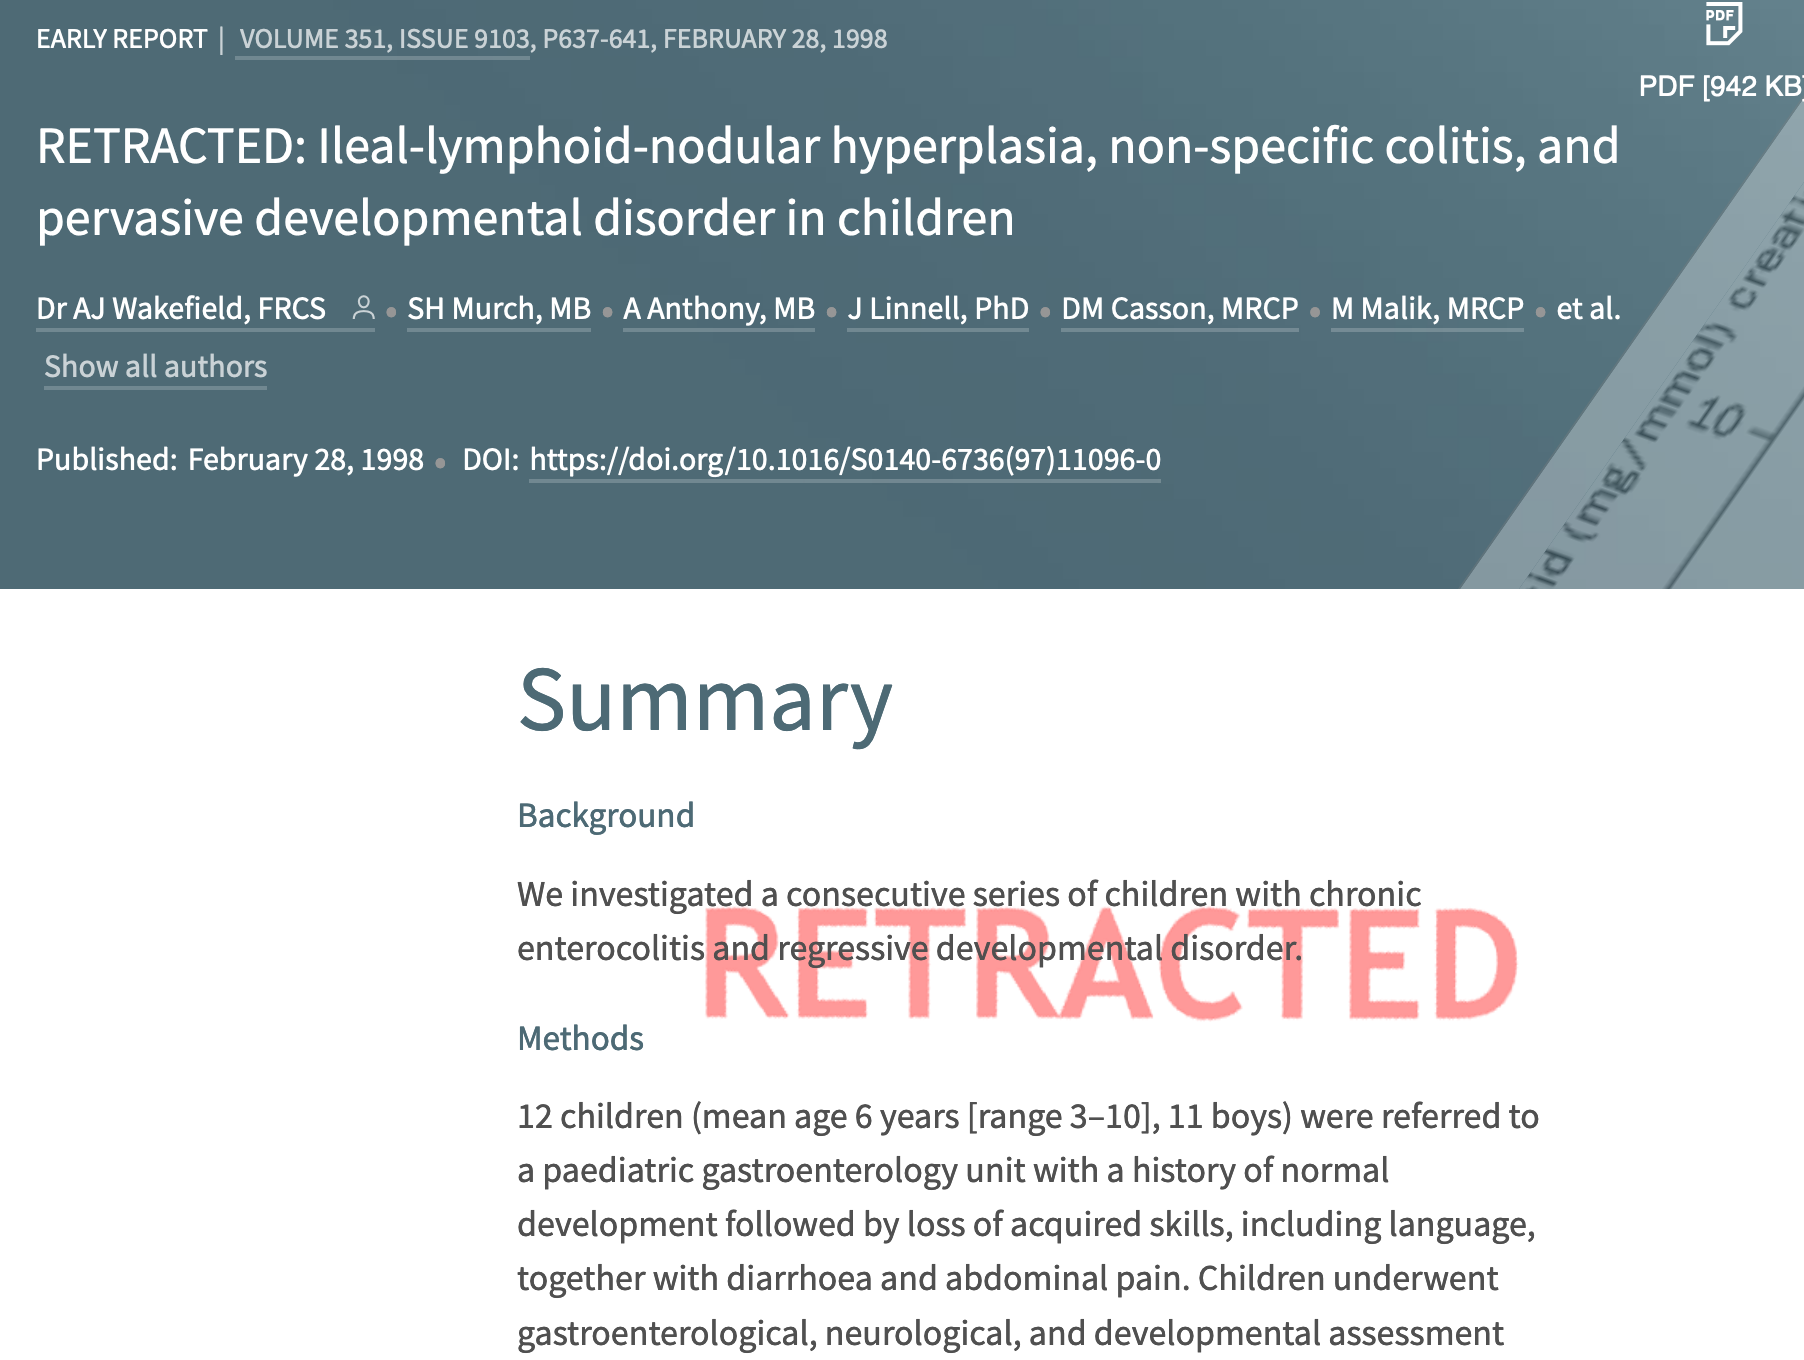 EARLY REPORT | VOLUME 351, ISSUE 9103, P637-641, FEBRUARY 28, 1998
PDF
PDF [942 KB]
RETRACTED: Ileal-lymphoid-nodular hyperplasia, non-specific colitis, and
pervasive developmental disorder in children
Dr AJ Wakefield, FRCS • SH Murch, MB • A Anthony, MB • J Linnell, PhD • DM Casson, MRCP • M Malik, MRCP • et al.
Show all authors
Published: February 28, 1998 • DOI: https://doi.org/10.1016/S0140-6736(97)11096-0
id (mg/mmol) creati
10
Summary
Background
We investigated a consecutive series of children with chronic
enterocolitis and regressive developmental disorder.
RETRACTED
Methods
12 children (mean age 6 years [range 3–10], 11 boys) were referred to
a paediatric gastroenterology unit with a history of normal
development followed by loss of acquired skills, including language,
together with diarrhoea and abdominal pain. Children underwent
gastroenterological, neurological, and developmental assessment